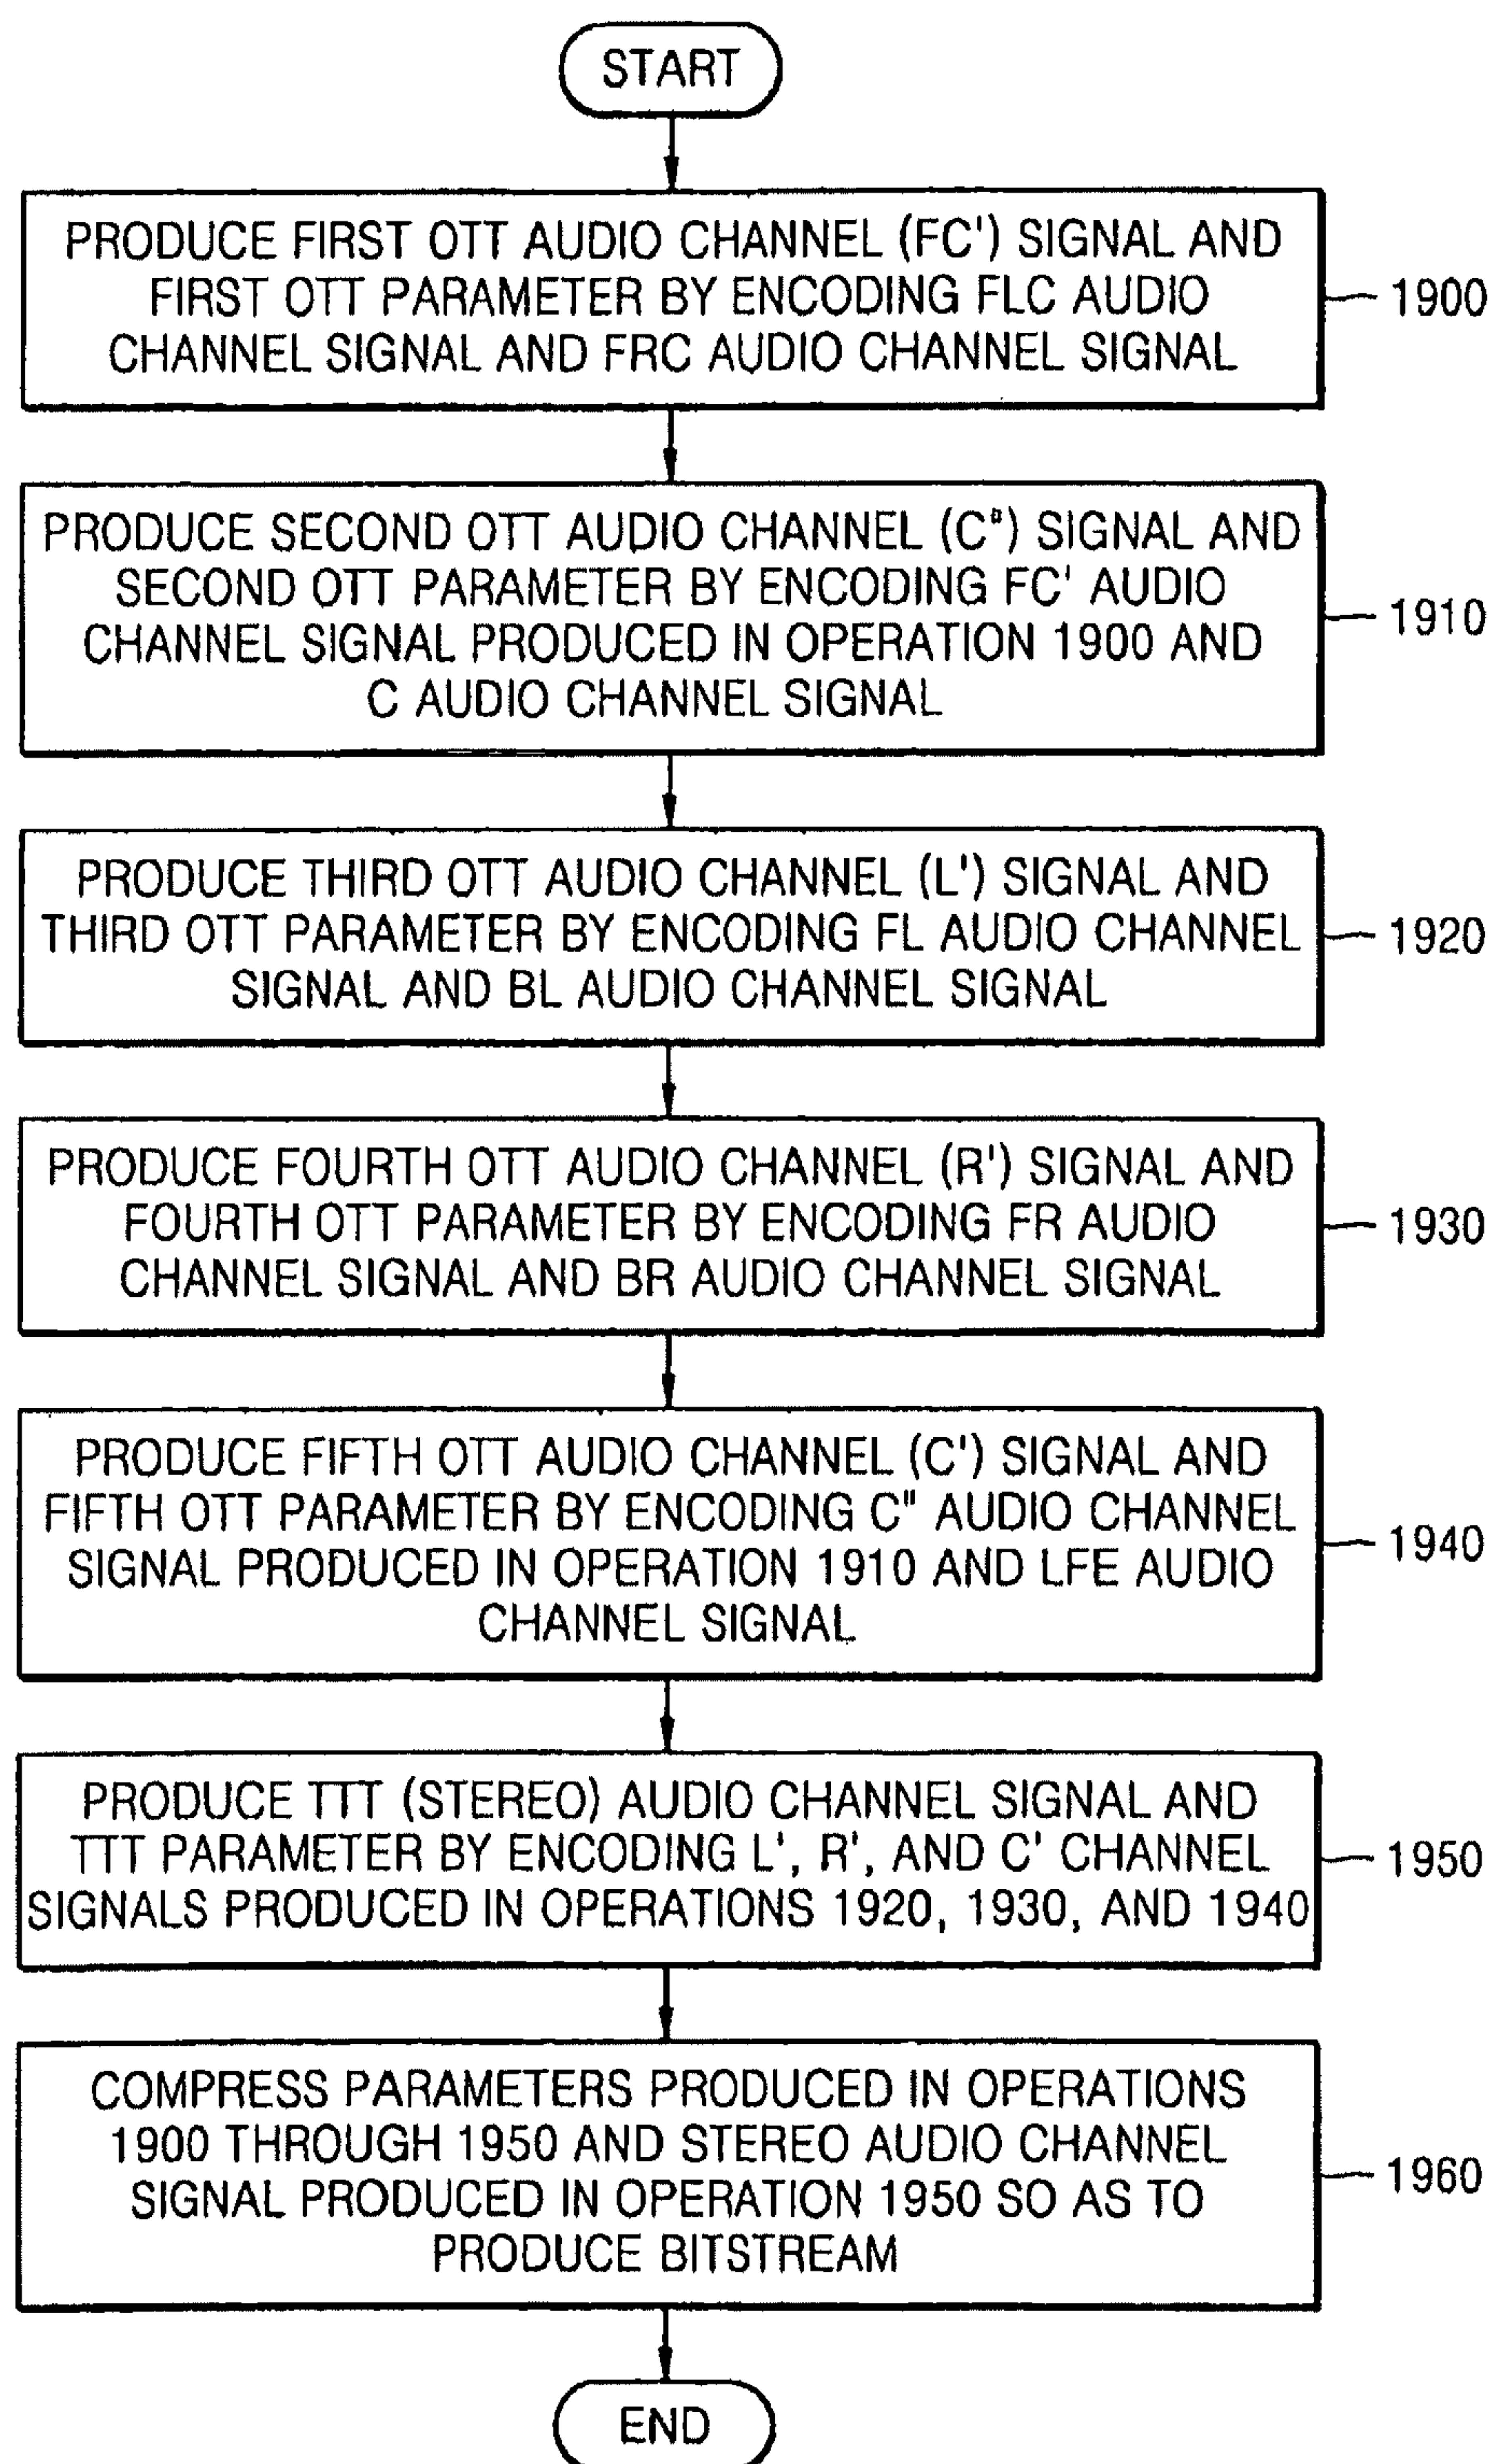 START
PRODUCE FIRST OTT AUDIO CHANNEL (FC') SIGNAL AND
FIRST OTT PARAMETER BY ENCODING FLC AUDIO
CHANNEL SIGNAL AND FRC AUDIO CHANNEL SIGNAL
1900
PRODUCE SECOND OTT AUDIO CHANNEL (C") SIGNAL AND
SECOND OTT PARAMETER BY ENCODING FC' AUDIO
CHANNEL SIGNAL PRODUCED IN OPERATION 1900 AND
C AUDIO CHANNEL SIGNAL
1910
PRODUCE THIRD OTT AUDIO CHANNEL (L') SIGNAL AND
THIRD OTT PARAMETER BY ENCODING FL AUDIO CHANNEL
SIGNAL AND BL AUDIO CHANNEL SIGNAL
1920
PRODUCE FOURTH OTT AUDIO CHANNEL (R') SIGNAL AND
FOURTH OTT PARAMETER BY ENCODING FR AUDIO
CHANNEL SIGNAL AND BR AUDIO CHANNEL SIGNAL
1930
PRODUCE FIFTH OTT AUDIO CHANNEL (C') SIGNAL AND
FIFTH OTT PARAMETER BY ENCODING C" AUDIO CHANNEL
SIGNAL PRODUCED IN OPERATION 1910 AND LFE AUDIO
CHANNEL SIGNAL
1940
PRODUCE TTT (STEREO) AUDIO CHANNEL SIGNAL AND
TTT PARAMETER BY ENCODING L', R', AND C' CHANNEL
SIGNALS PRODUCED IN OPERATIONS 1920, 1930, AND 1940
1950
COMPRESS PARAMETERS PRODUCED IN OPERATIONS
1900 THROUGH 1950 AND STEREO AUDIO CHANNEL
SIGNAL PRODUCED IN OPERATION 1950 SO AS TO
PRODUCE BITSTREAM
1960
END